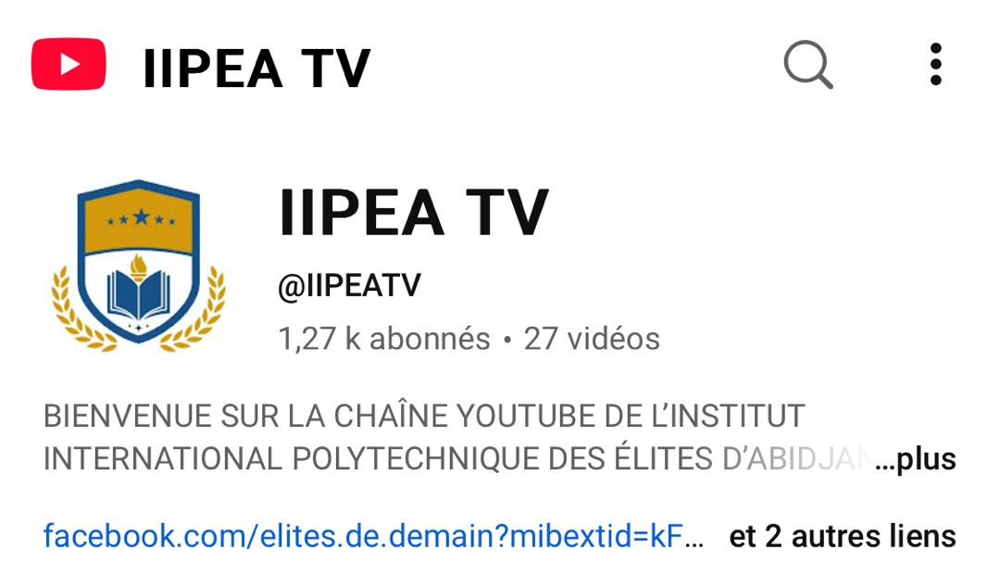 IIPEA TV
IIPEA TV
@IIPEATV
1,27 k abonnés • 27 vidéos
BIENVENUE SUR LA CHAÎNE YOUTUBE DE L’INSTITUT
INTERNATIONAL POLYTECHNIQUE DES ÉLITES D’ABIDJAN...plus
facebook.com/elites.de.demain?mibextid=kF... et 2 autres liens